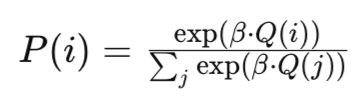 P(i) = exp(β·Q(i)) / ∑_j exp(β·Q(j))